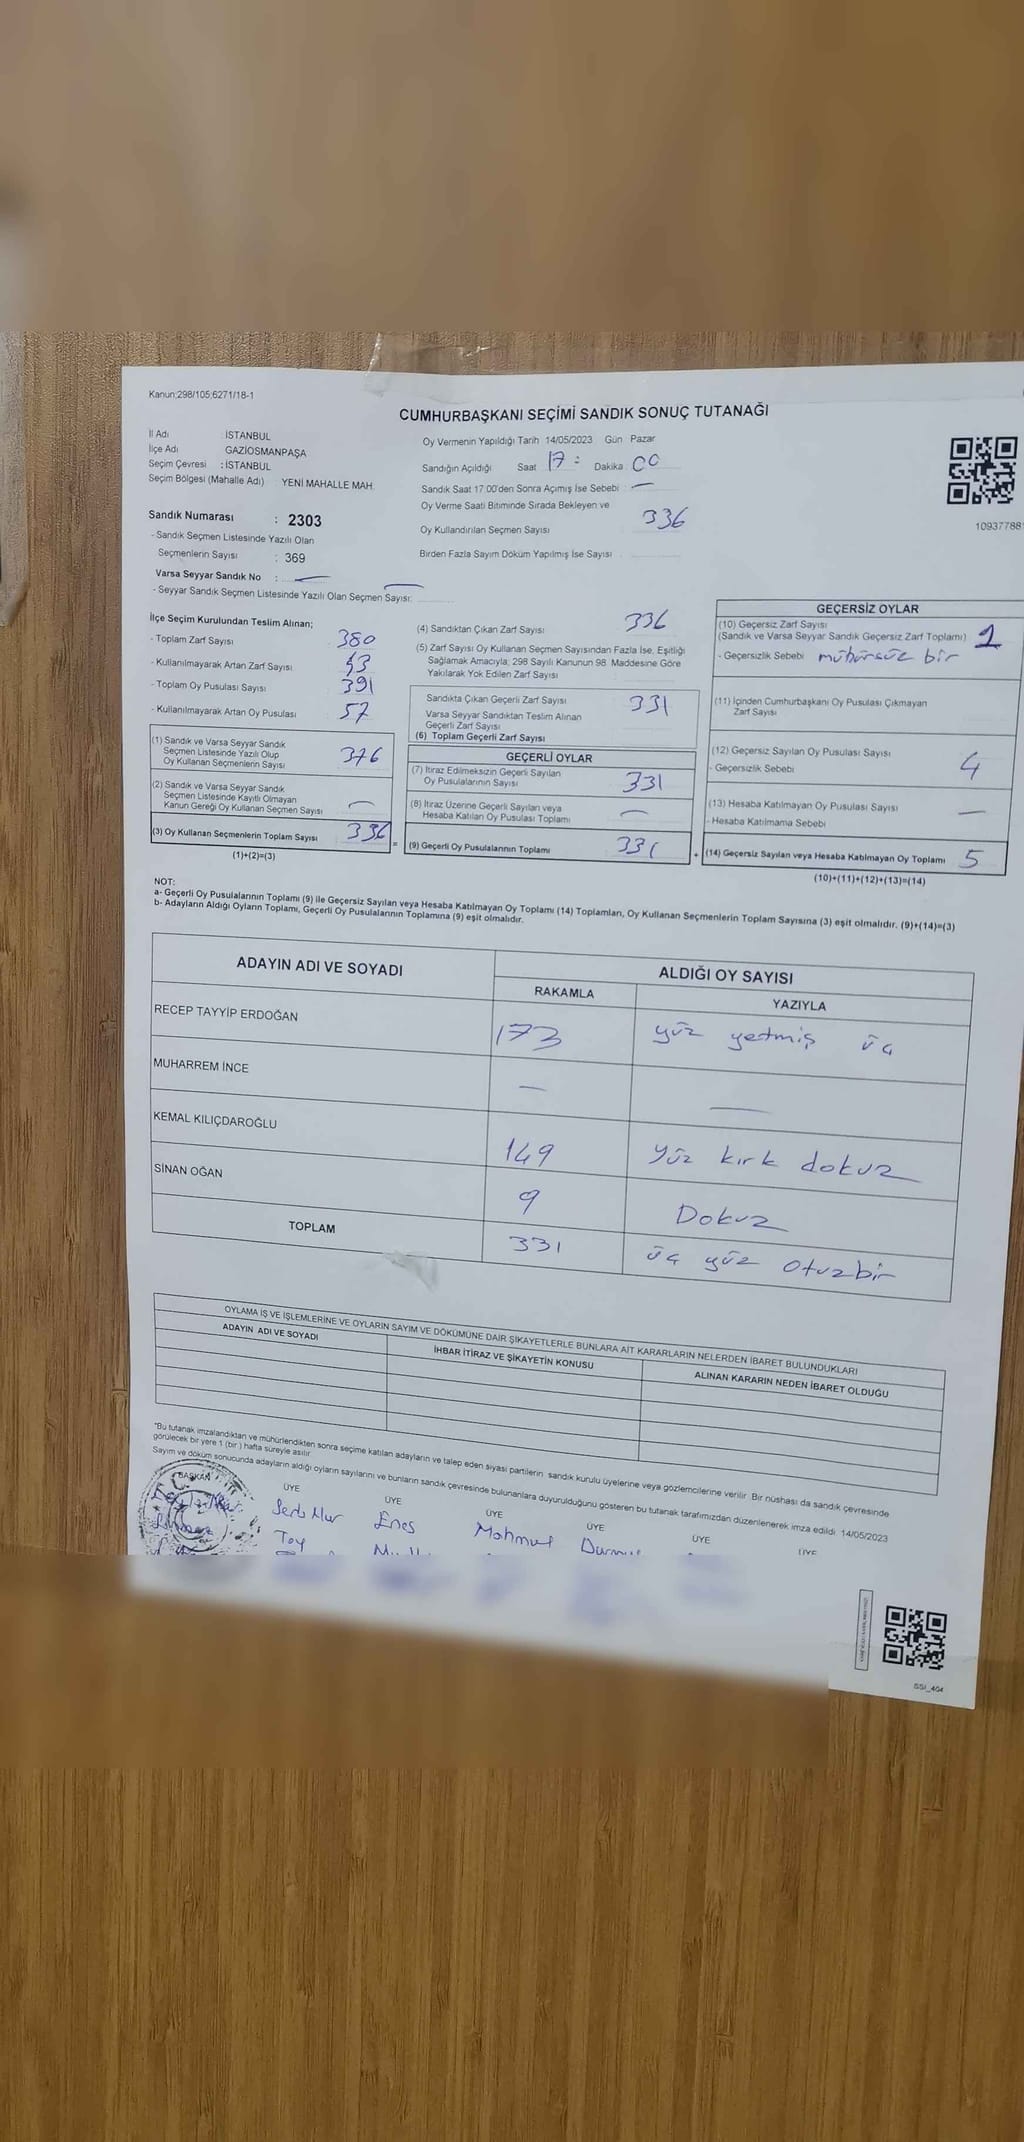 Kanun;298/105;6271/18-1
CUMHURBAŞKANI SEÇİMİ SANDIK SONUÇ TUTANAĞI
İl Adı : İSTANBUL
İlçe Adı GAZİOSMANPAŞA
Seçim Çevresi : İSTANBUL
Seçim Bölgesi (Mahalle Adı) YENİ MAHALLE MAH.
Sandık Numarası : 2303
- Sandık Seçmen Listesinde Yazılı Olan
Seçmenlerin Sayısı : 369
Varsa Seyyar Sandık No : —
- Seyyar Sandık Seçmen Listesinde Yazılı Olan Seçmen Sayısı: —
Oy Vermenin Yapıldığı Tarih 14/05/2023 Gün Pazar
Sandığın Açıldığı Saat 17 : Dakika 00
Sandık Saat 17:00'den Sonra Açımış İse Sebebi : —
Oy Verme Saati Bitiminde Sırada Bekleyen ve
Oy Kullandırılan Seçmen Sayısı 336
Birden Fazla Sayım Döküm Yapılmış İse Sayısı
10937788
İlçe Seçim Kurulundan Teslim Alınan;
- Toplam Zarf Sayısı 380
- Kullanılmayarak Artan Zarf Sayısı 43
- Toplam Oy Pusulası Sayısı 391
- Kullanılmayarak Artan Oy Pusulası 57
(1) Sandık ve Varsa Seyyar Sandık
Seçmen Listesinde Yazılı Olup
Oy Kullanan Seçmenlerin Sayısı 376
(2) Sandık ve Varsa Seyyar Sandık
Seçmen Listesinde Kayıtlı Olmayan
Kanun Gereği Oy Kullanan Seçmen Sayısı —
(3) Oy Kullanan Seçmenlerin Toplam Sayısı 336
(1)+(2)=(3)
(4) Sandıktan Çıkan Zarf Sayısı 336
(5) Zarf Sayısı Oy Kullanan Seçmen Sayısından Fazla İse, Eşitliği
Sağlamak Amacıyla; 298 Sayılı Kanunun 98. Maddesine Göre
Yakılarak Yok Edilen Zarf Sayısı
Sandıkta Çıkan Geçerli Zarf Sayısı 331
Varsa Seyyar Sandıktan Teslim Alınan
Geçerli Zarf Sayısı
(6) Toplam Geçerli Zarf Sayısı
GEÇERLİ OYLAR
(7) İtiraz Edilmeksizin Geçerli Sayılan
Oy Pusulalarının Sayısı 331
(8) İtiraz Üzerine Geçerli Sayılan veya
Hesaba Katılan Oy Pusulası Toplamı —
= (9) Geçerli Oy Pusulalarının Toplamı 331 +
GEÇERSİZ OYLAR
(10) Geçersiz Zarf Sayısı
(Sandık ve Varsa Seyyar Sandık Geçersiz Zarf Toplamı) 1
- Geçersizlik Sebebi mühürsüz bir
(11) İçinden Cumhurbaşkanı Oy Pusulası Çıkmayan
Zarf Sayısı
(12) Geçersiz Sayılan Oy Pusulası Sayısı 4
- Geçersizlik Sebebi
(13) Hesaba Katılmayan Oy Pusulası Sayısı —
- Hesaba Katılmama Sebebi
(14) Geçersiz Sayılan veya Hesaba Katılmayan Oy Toplamı 5
(10)+(11)+(12)+(13)=(14)
NOT:
a- Geçerli Oy Pusulalarının Toplamı (9) ile Geçersiz Sayılan veya Hesaba Katılmayan Oy Toplamı (14) Toplamları, Oy Kullanan Seçmenlerin Toplam Sayısına (3) eşit olmalıdır. (9)+(14)=(3)
b- Adayların Aldığı Oyların Toplamı, Geçerli Oy Pusulalarının Toplamına (9) eşit olmalıdır.
ADAYIN ADI VE SOYADI ALDIĞI OY SAYISI
RAKAMLA YAZIYLA
RECEP TAYYİP ERDOĞAN 173 yüz yetmiş üç
MUHARREM İNCE — —
KEMAL KILIÇDAROĞLU 149 yüz kırk dokuz
SİNAN OĞAN 9 Dokuz
TOPLAM 331 üç yüz otuzbir
OYLAMA İŞ VE İŞLEMLERİNE VE OYLARIN SAYIM VE DÖKÜMÜNE DAİR ŞİKAYETLERLE BUNLARA AİT KARARLARIN NELERDEN İBARET BULUNDUKLARI
ADAYIN ADI VE SOYADI İHBAR İTİRAZ VE ŞİKAYETİN KONUSU ALINAN KARARIN NEDEN İBARET OLDUĞU
*Bu tutanak imzalandıktan ve mühürlendikten sonra seçime katılan adayların ve talep eden siyasi partilerin sandık kurulu üyelerine veya gözlemcilerine verilir. Bir nüshası da sandık çevresinde
görülecek bir yere 1 (bir) hafta süreyle asılır.
Sayım ve döküm sonucunda adayların aldığı oyların sayılarını ve bunların sandık çevresinde bulunanlara duyurulduğunu gösteren bu tutanak tarafımızdan düzenlenerek imza edildi. 14/05/2023
BAŞKAN ÜYE ÜYE ÜYE ÜYE ÜYE ÜYE
T.C.
Enes Mahmut
Toy
SSI_404